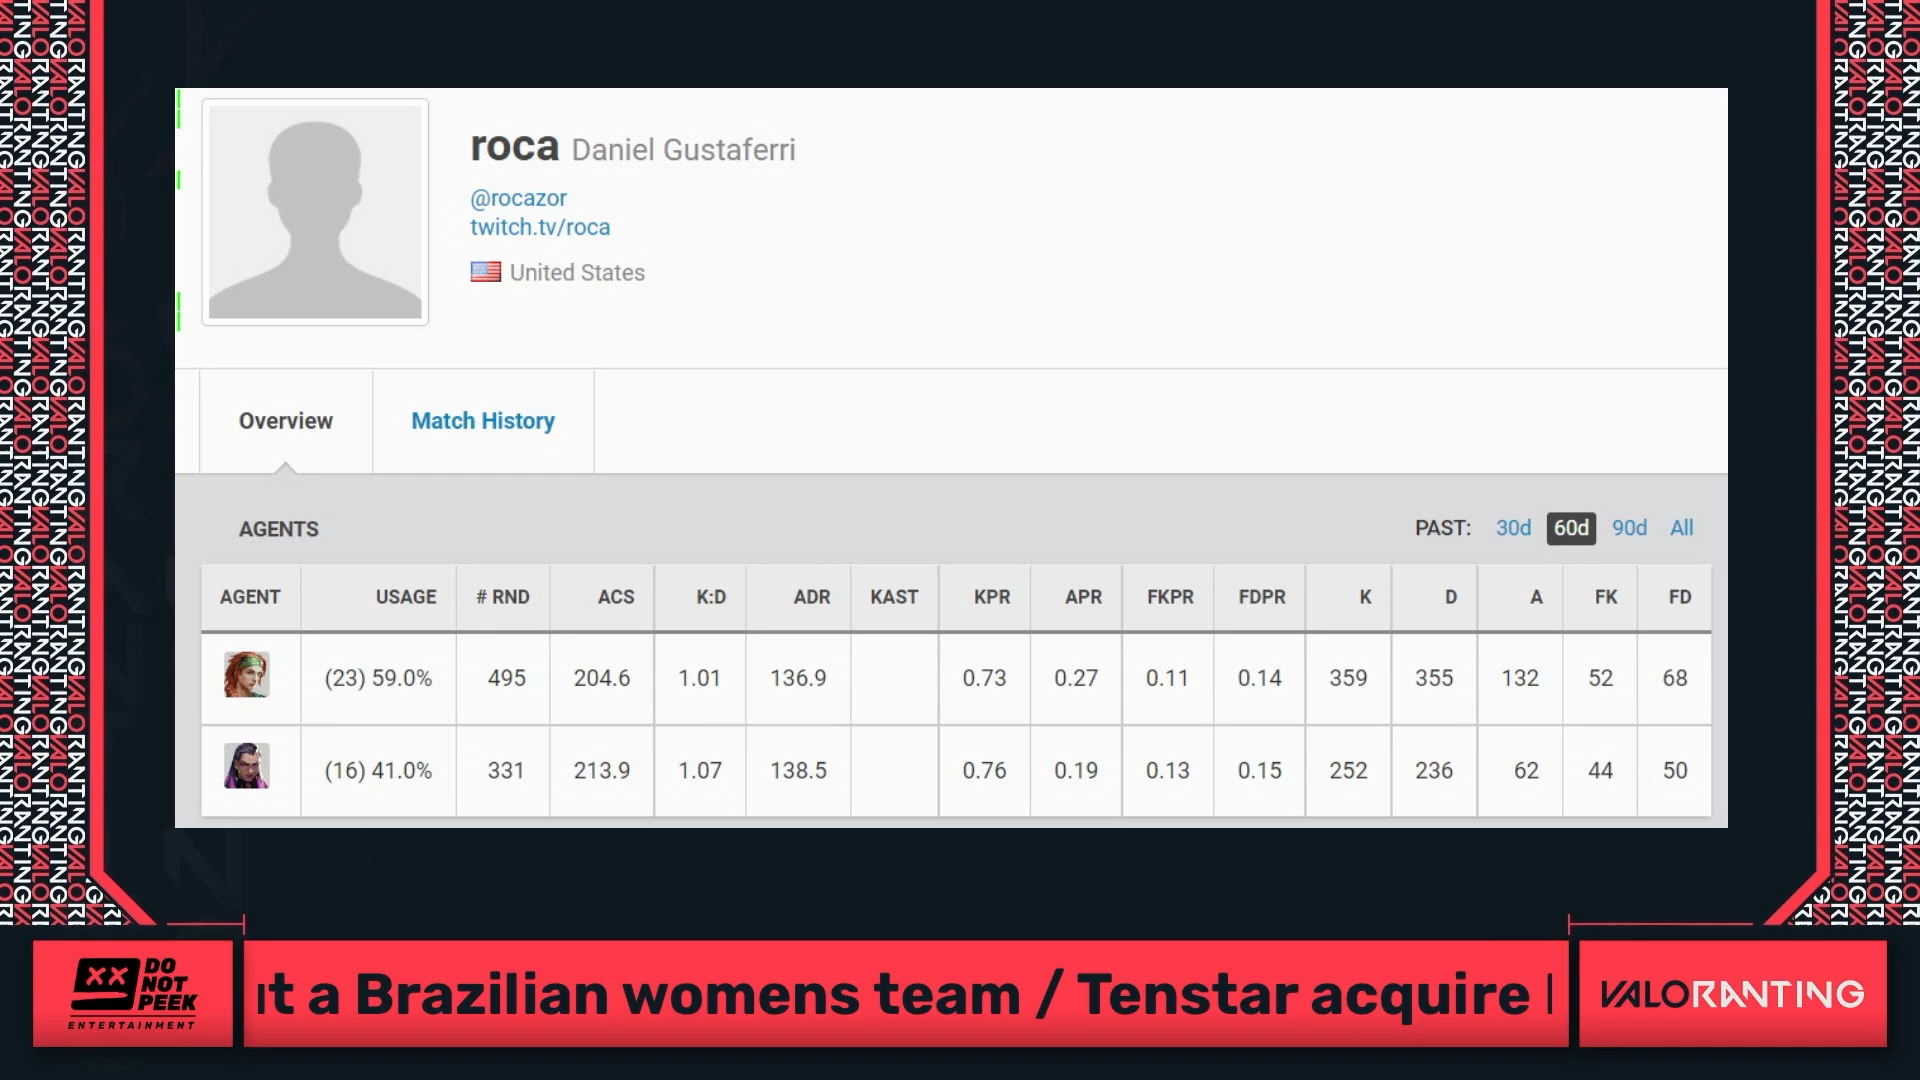 roca Daniel Gustaferri
@rocazor
twitch.tv/roca
United States
Overview Match History
AGENTS PAST: 30d 60d 90d All
AGENT USAGE # RND ACS K:D ADR KAST KPR APR FKPR FDPR K D A FK FD
(23) 59.0% 495 204.6 1.01 136.9 0.73 0.27 0.11 0.14 359 355 132 52 68
(16) 41.0% 331 213.9 1.07 138.5 0.76 0.19 0.13 0.15 252 236 62 44 50
DO
NOT
PEEK
ENTERTAINMENT
a Brazilian womens team / Tenstar acquire
VALORANTING